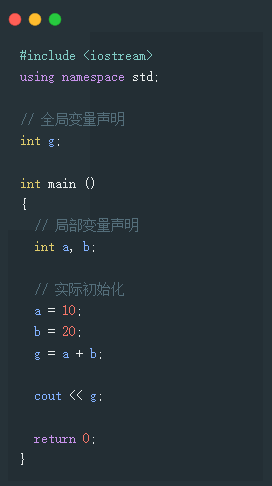 #include <iostream>
using namespace std;
// 全局变量声明
int g;
int main ()
{
// 局部变量声明
int a, b;
// 实际初始化
a = 10;
b = 20;
g = a + b;
cout << g;
return 0;
}